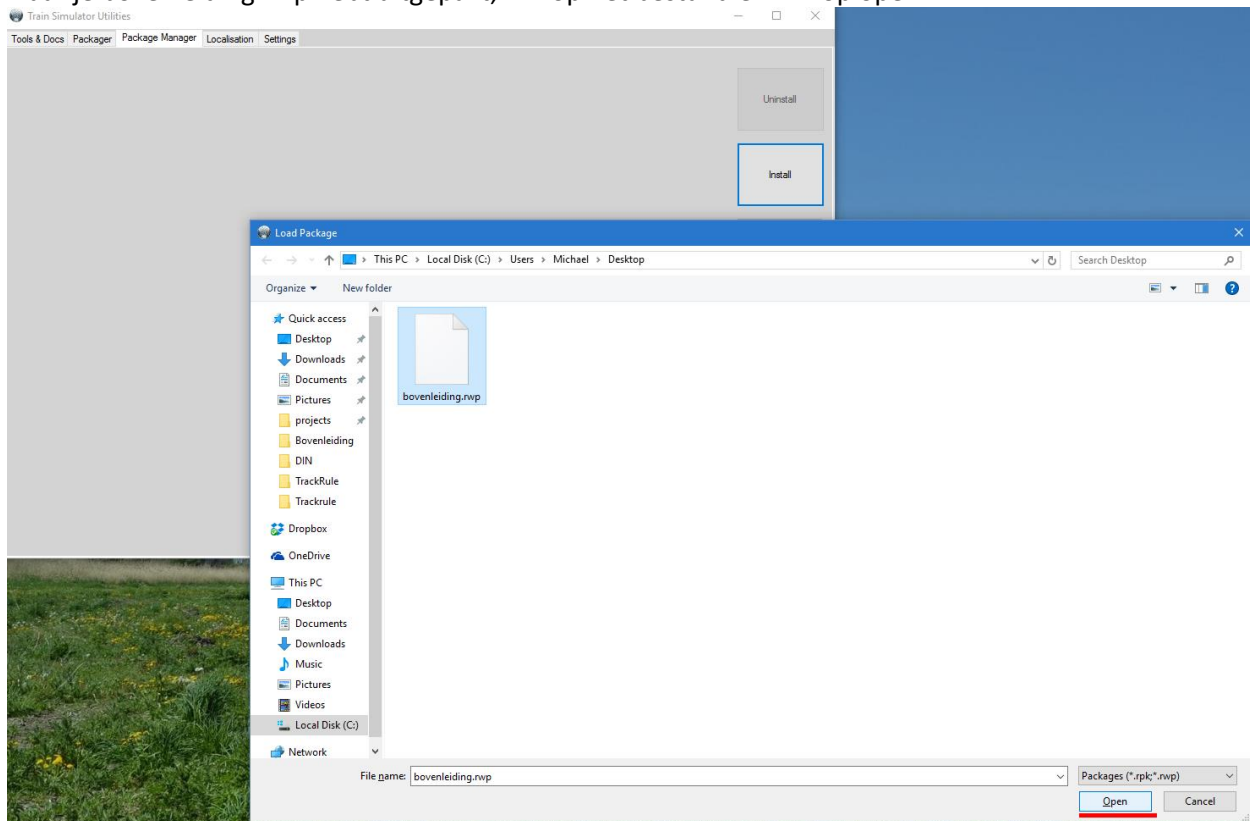 Train Simulator Utilities
Tools & Docs Packager Package Manager Localisation Settings
Uninstall
Install
Load Package
This PC > Local Disk (C:) > Users > Michael > Desktop
Search Desktop
Organize New folder
Quick access
Desktop
Downloads
Documents
Pictures
projects
Bovenleiding
DIN
TrackRule
Trackrule
Dropbox
OneDrive
This PC
Desktop
Documents
Downloads
Music
Pictures
Videos
Local Disk (C:)
Network
bovenleiding.rwp
File name: bovenleiding.rwp
Packages (*.rpk;*.rwp)
Open Cancel